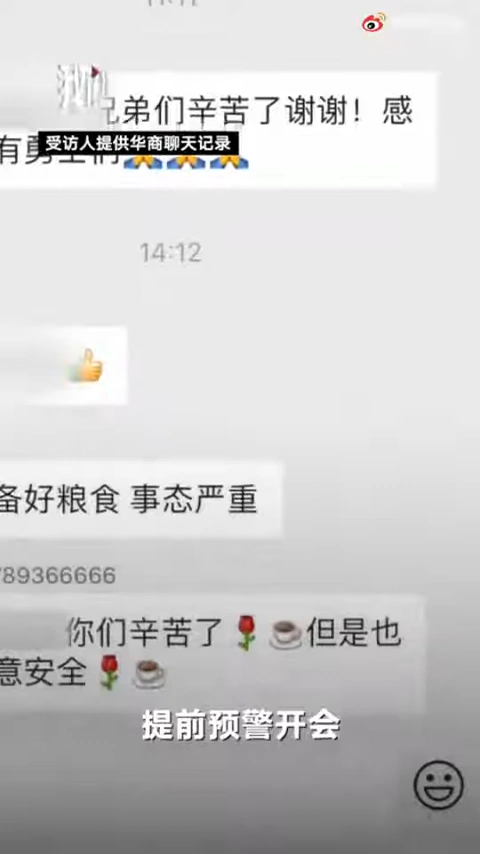 兄弟们辛苦了谢谢！感
有勇士们🙏🙏🙏
受访人提供华商聊天记录
14:12
👍
备好粮食 事态严重
789366666
你们辛苦了🌹☕但是也
意安全🌹☕
提前预警开会